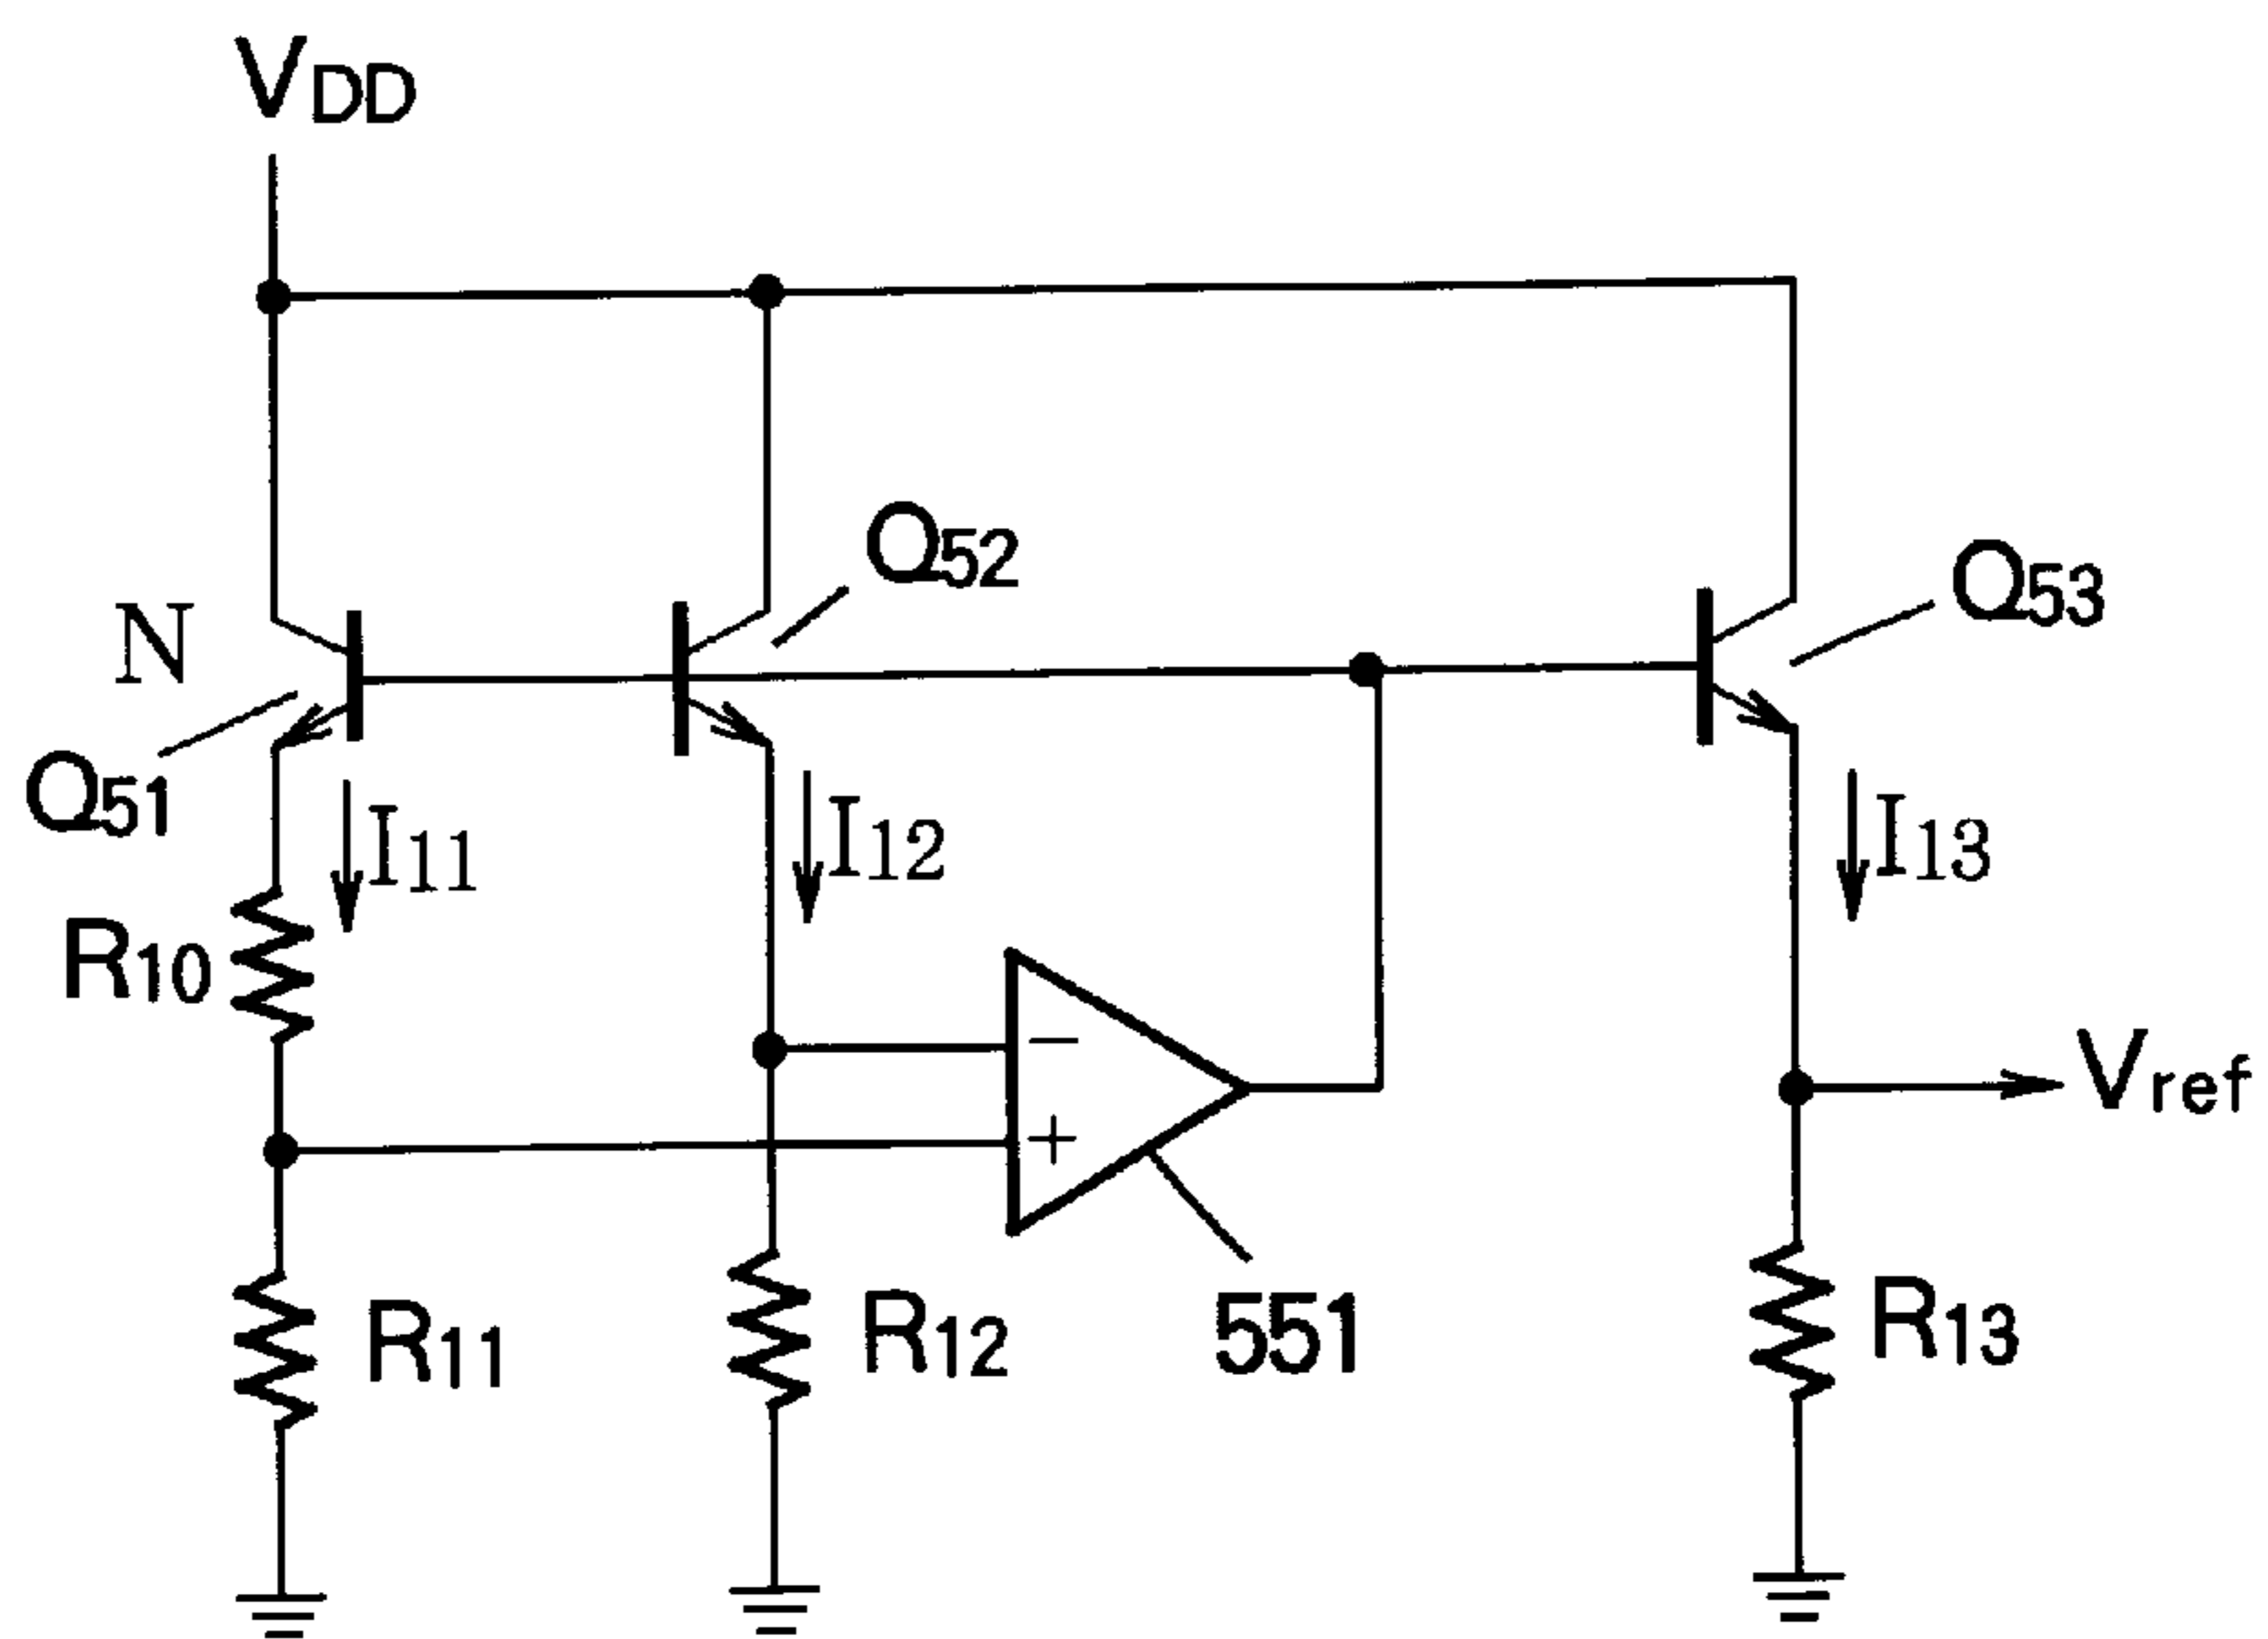 VDD
Q52
Q53
N
Q51
I11
I12
I13
R10
−
+
Vref
R11
R12
551
R13